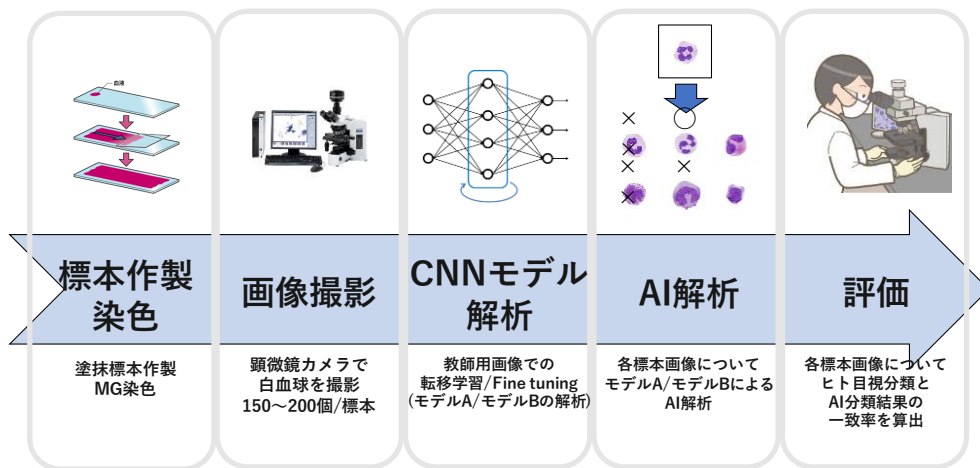 血液
標本作製
染色
画像撮影
CNNモデル
解析
AI解析
評価
塗抹標本作製
MG染色
顕微鏡カメラで
白血球を撮影
150～200個/標本
教師用画像での
転移学習/Fine tuning
(モデルA/モデルBの解析)
各標本画像について
モデルA/モデルBによる
AI解析
各標本画像について
ヒト目視分類と
AI分類結果の
一致率を算出